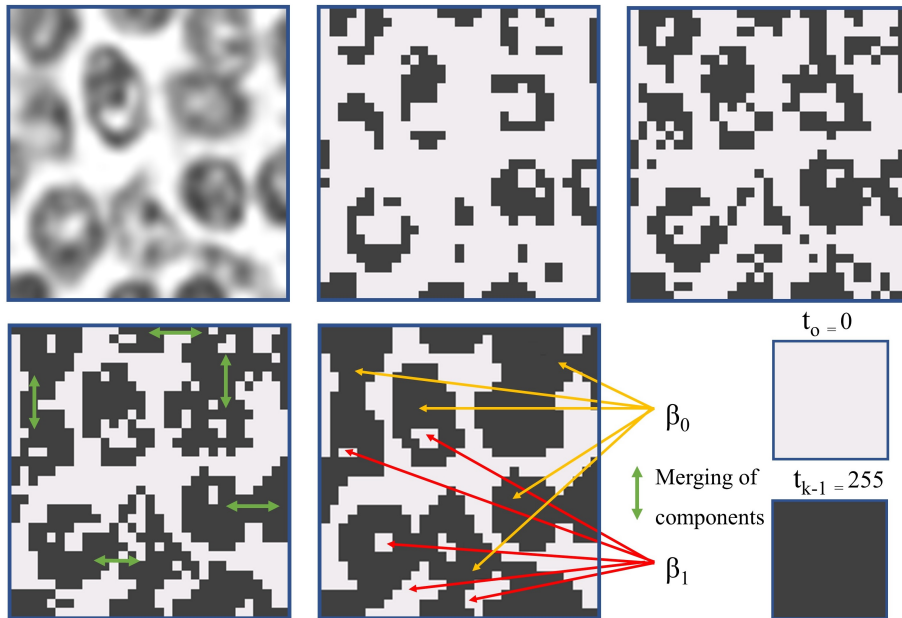 t₀ = 0
β₀
t_{k-1} = 255
Merging of
components
β₁